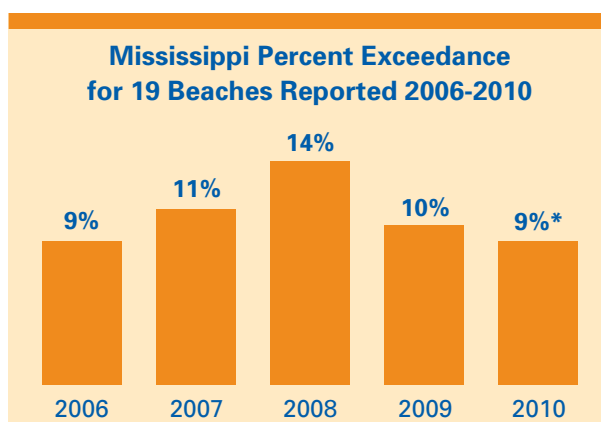 Mississippi Percent Exceedance
for 19 Beaches Reported 2006-2010
14%
11%
10%
9%
9%*
2006 2007 2008 2009 2010